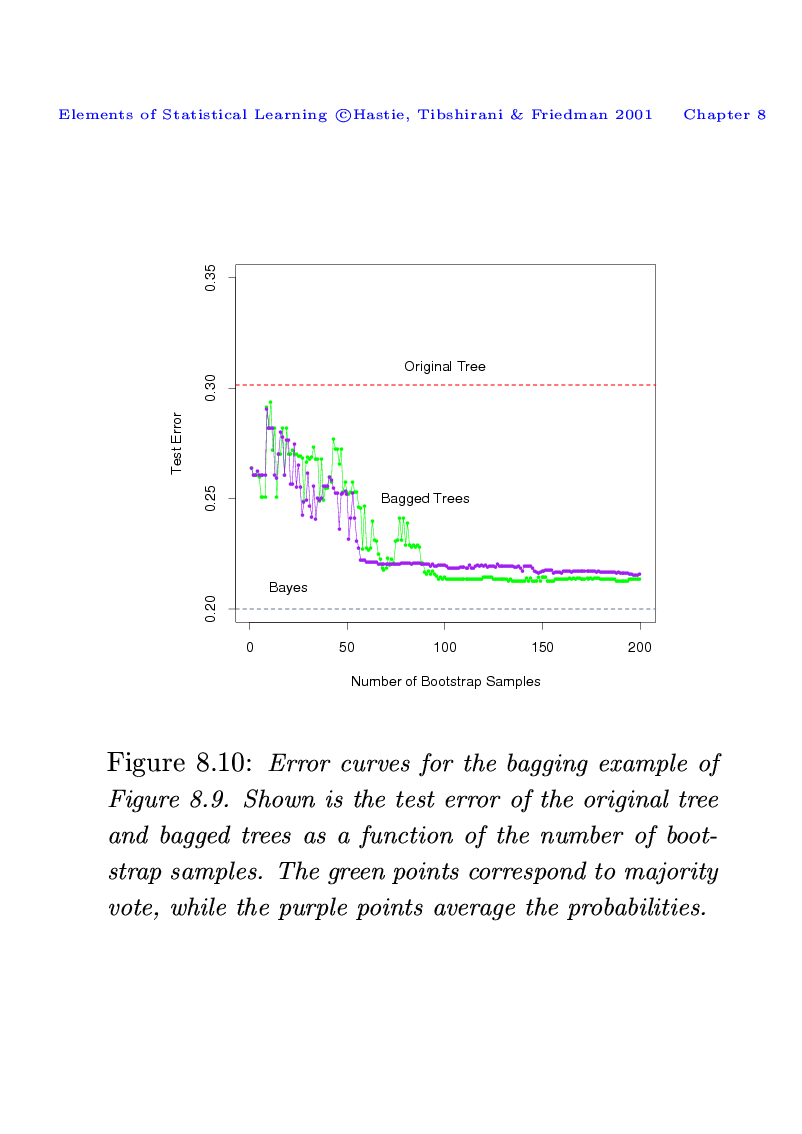 Elements of Statistical Learning ©Hastie, Tibshirani & Friedman 2001 Chapter 8
0.35
Original Tree
0.30
Test Error
Bagged Trees
0.25
Bayes
0.20
0 50 100 150 200
Number of Bootstrap Samples
Figure 8.10: Error curves for the bagging example of
Figure 8.9. Shown is the test error of the original tree
and bagged trees as a function of the number of boot-
strap samples. The green points correspond to majority
vote, while the purple points average the probabilities.